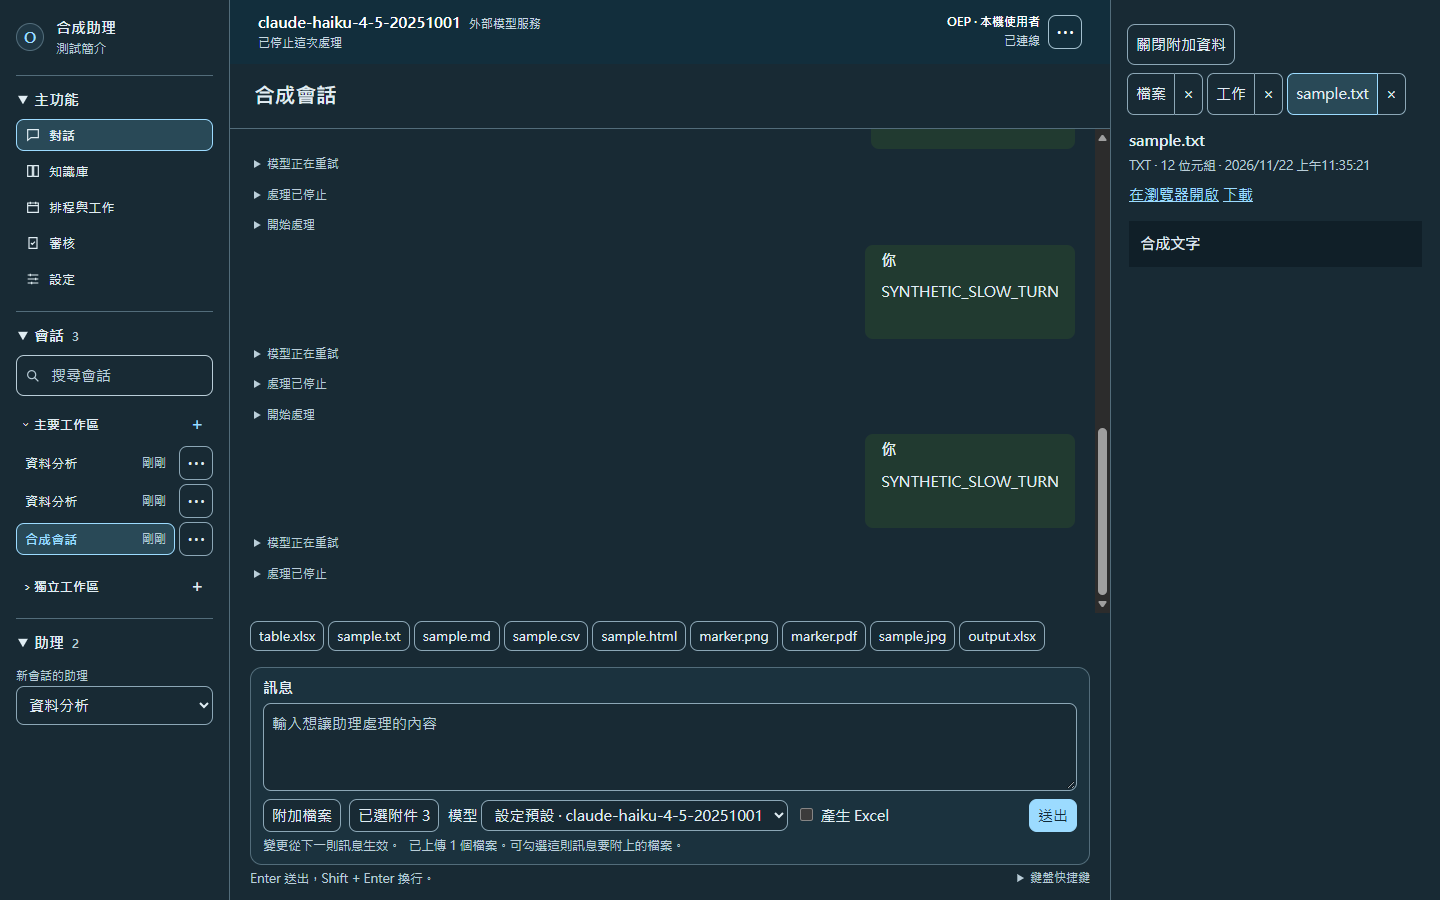 O
合成助理
測試簡介
▼ 主功能
對話
知識庫
排程與工作
審核
設定
▼ 會話 3
搜尋會話
主要工作區 +
資料分析 剛剛 ···
資料分析 剛剛 ···
合成會話 剛剛 ···
獨立工作區 +
▼ 助理 2
新會話的助理
資料分析
claude-haiku-4-5-20251001 外部模型服務
已停止這次處理
OEP · 本機使用者
已連線
···
合成會話
▶ 模型正在重試
▶ 處理已停止
▶ 開始處理
你
SYNTHETIC_SLOW_TURN
▶ 模型正在重試
▶ 處理已停止
▶ 開始處理
你
SYNTHETIC_SLOW_TURN
▶ 模型正在重試
▶ 處理已停止
table.xlsx sample.txt sample.md sample.csv sample.html marker.png marker.pdf sample.jpg output.xlsx
訊息
輸入想讓助理處理的內容
附加檔案 已選附件 3 模型 設定預設 · claude-haiku-4-5-20251001 產生 Excel 送出
變更從下一則訊息生效。 已上傳 1 個檔案。可勾選這則訊息要附上的檔案。
Enter 送出，Shift + Enter 換行。
▶ 鍵盤快捷鍵
關閉附加資料
檔案 × 工作 × sample.txt ×
sample.txt
TXT · 12 位元組 · 2026/11/22 上午11:35:21
在瀏覽器開啟 下載
合成文字